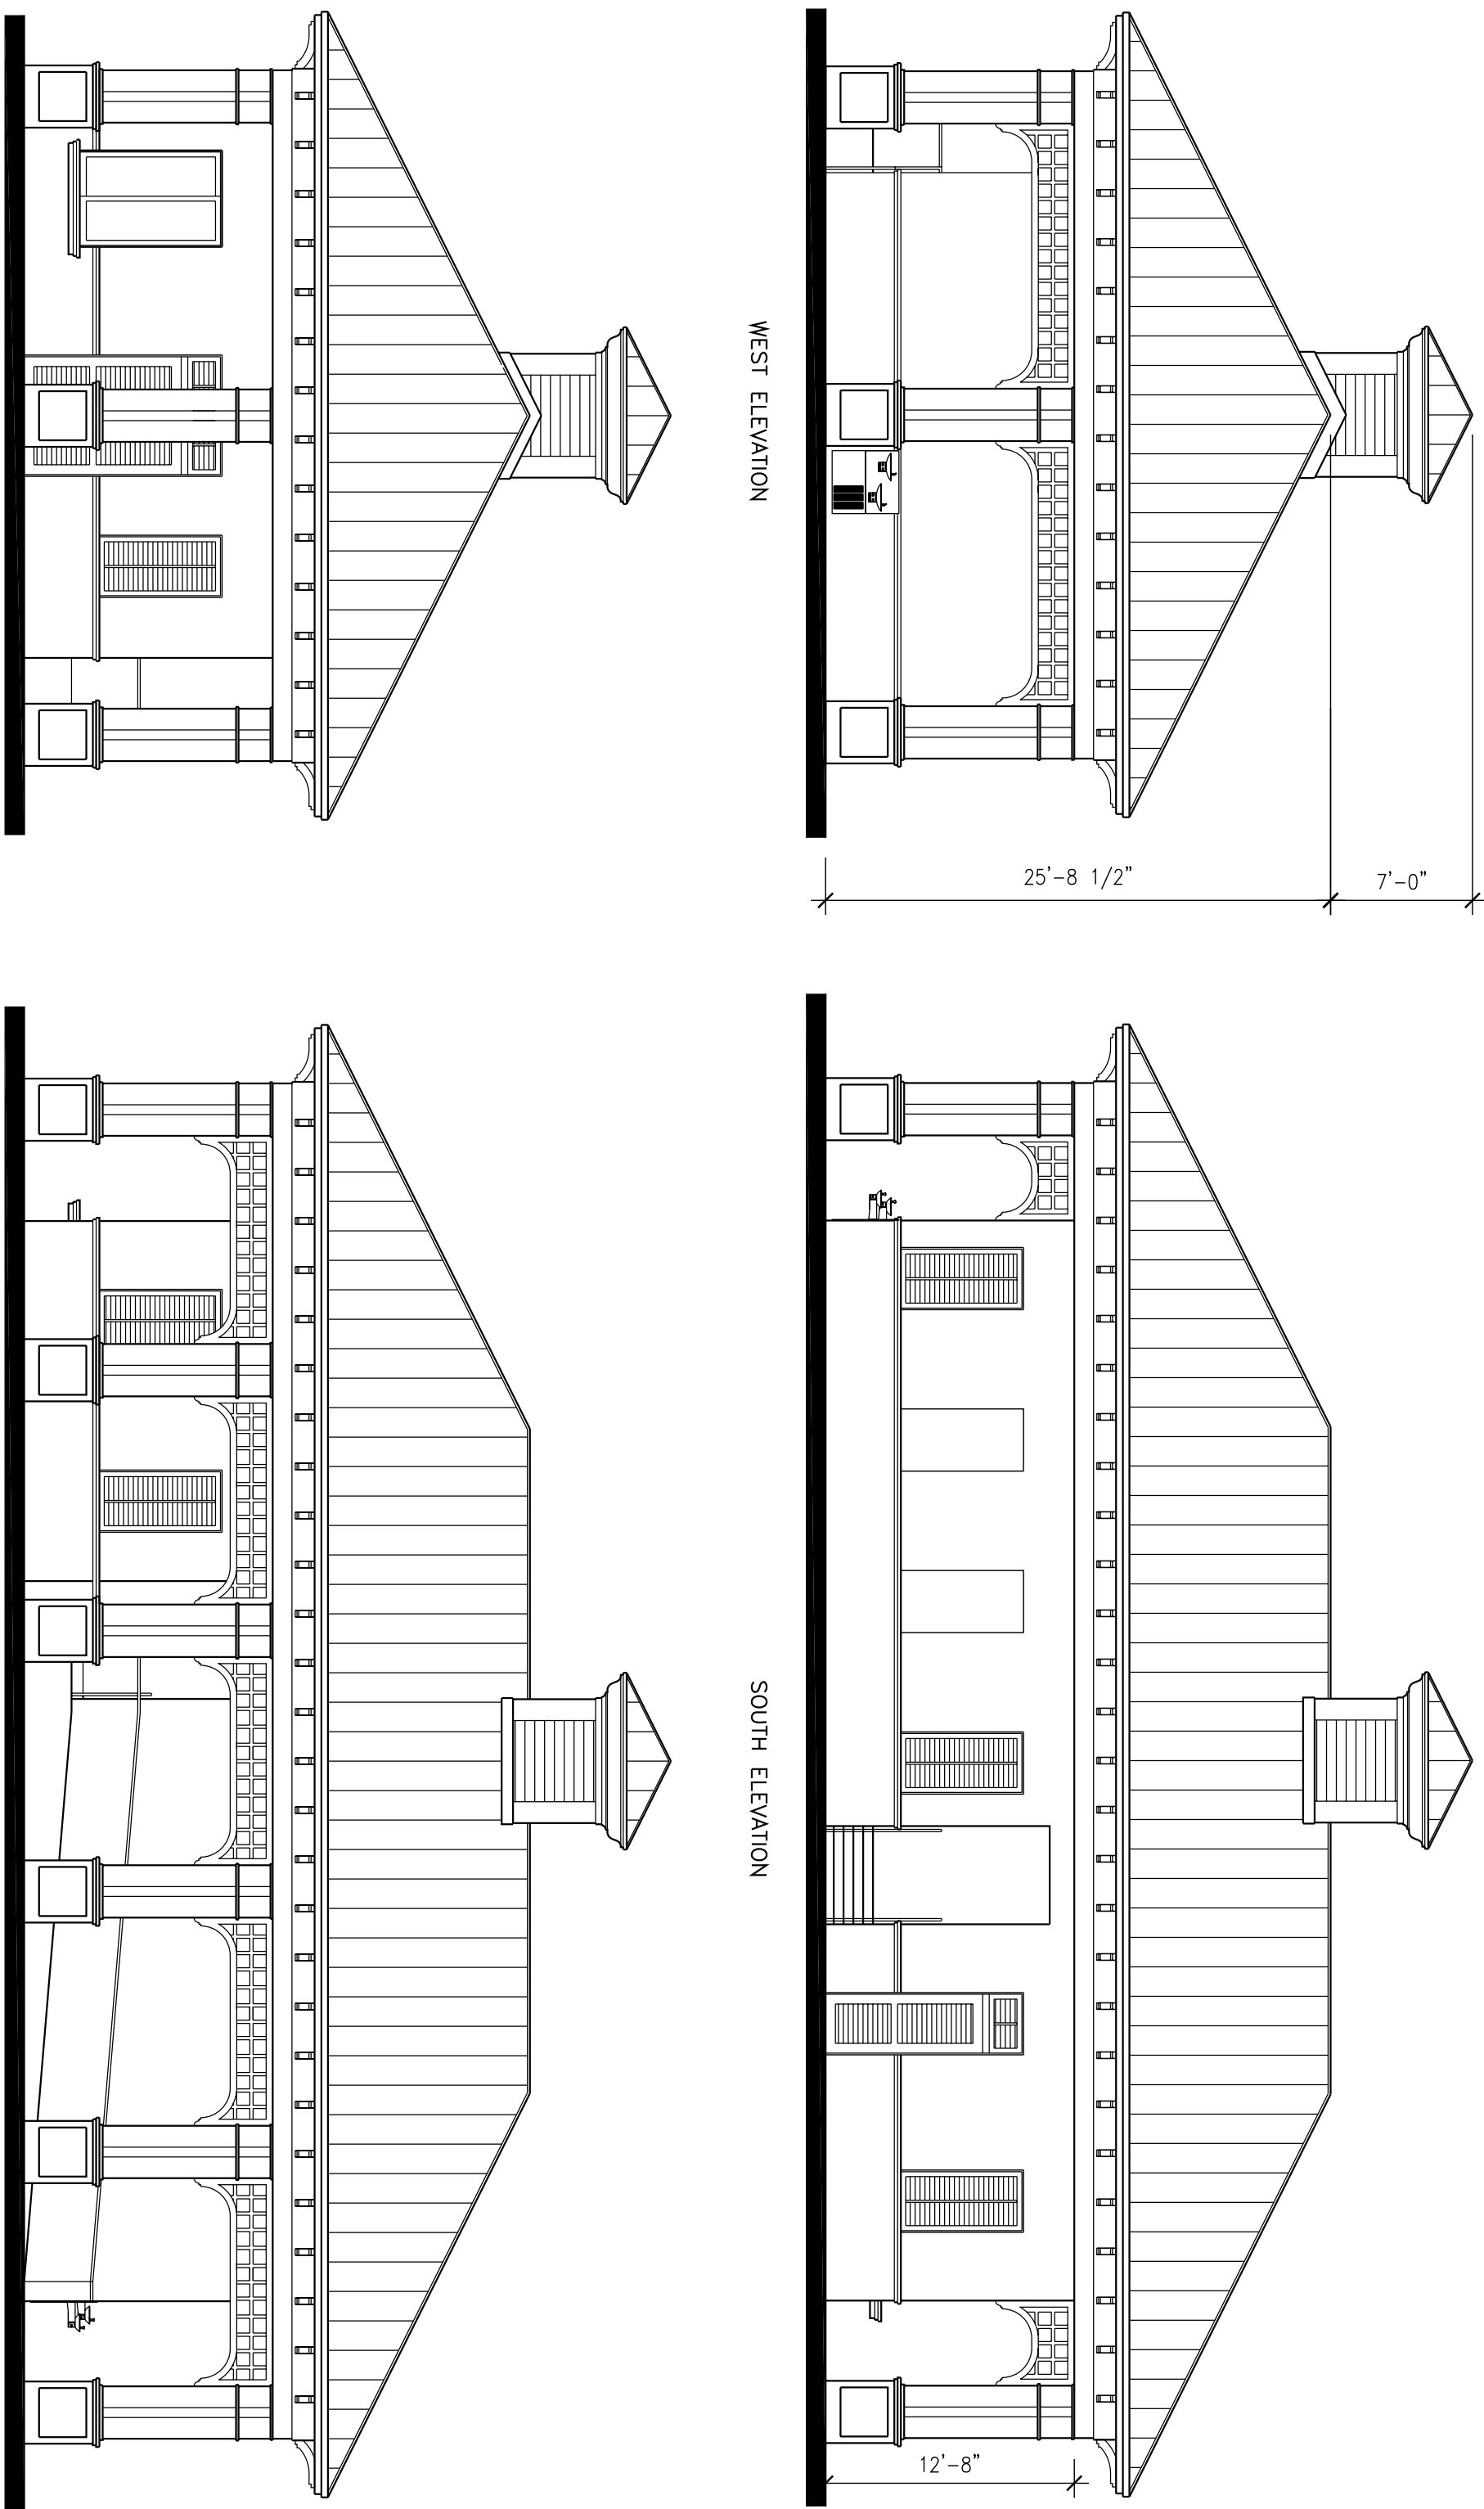 7'-0"
25'-8 1/2"
12'-8"
WEST ELEVATION
SOUTH ELEVATION